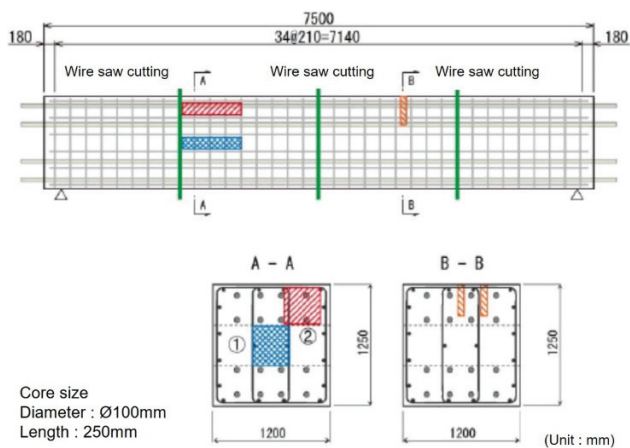 7500
180 34@210=7140 180
Wire saw cutting A Wire saw cutting B Wire saw cutting
A B
A - A B - B
① ②
1250 1250
1200 1200
Core size
Diameter : Ø100mm
Length : 250mm
(Unit : mm)